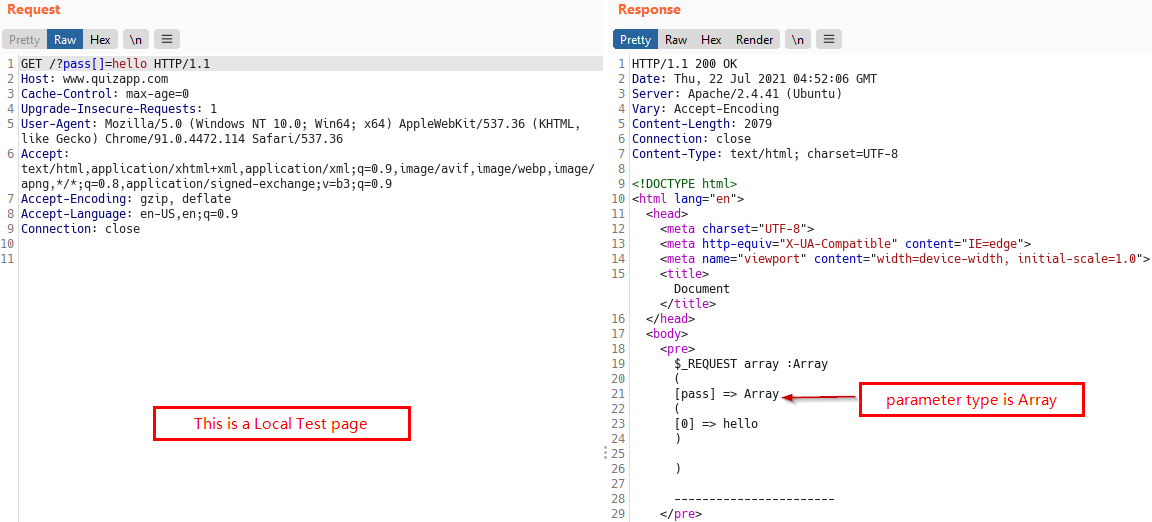 Request
Pretty Raw Hex \n
1 GET /?pass[]=hello HTTP/1.1
2 Host: www.quizapp.com
3 Cache-Control: max-age=0
4 Upgrade-Insecure-Requests: 1
5 User-Agent: Mozilla/5.0 (Windows NT 10.0; Win64; x64) AppleWebKit/537.36 (KHTML,
like Gecko) Chrome/91.0.4472.114 Safari/537.36
6 Accept:
text/html,application/xhtml+xml,application/xml;q=0.9,image/avif,image/webp,image/
apng,*/*;q=0.8,application/signed-exchange;v=b3;q=0.9
7 Accept-Encoding: gzip, deflate
8 Accept-Language: en-US,en;q=0.9
9 Connection: close
10
11
This is a Local Test page
Response
Pretty Raw Hex Render \n
1 HTTP/1.1 200 OK
2 Date: Thu, 22 Jul 2021 04:52:06 GMT
3 Server: Apache/2.4.41 (Ubuntu)
4 Vary: Accept-Encoding
5 Content-Length: 2079
6 Connection: close
7 Content-Type: text/html; charset=UTF-8
8
9 <!DOCTYPE html>
10 <html lang="en">
11 <head>
12 <meta charset="UTF-8">
13 <meta http-equiv="X-UA-Compatible" content="IE=edge">
14 <meta name="viewport" content="width=device-width, initial-scale=1.0">
15 <title>
Document
</title>
16 </head>
17 <body>
18 <pre>
19 $_REQUEST array :Array
20 (
21 [pass] => Array
parameter type is Array
22 (
23 [0] => hello
24 )
25
26 )
27
28 -----------------------
29 </pre>